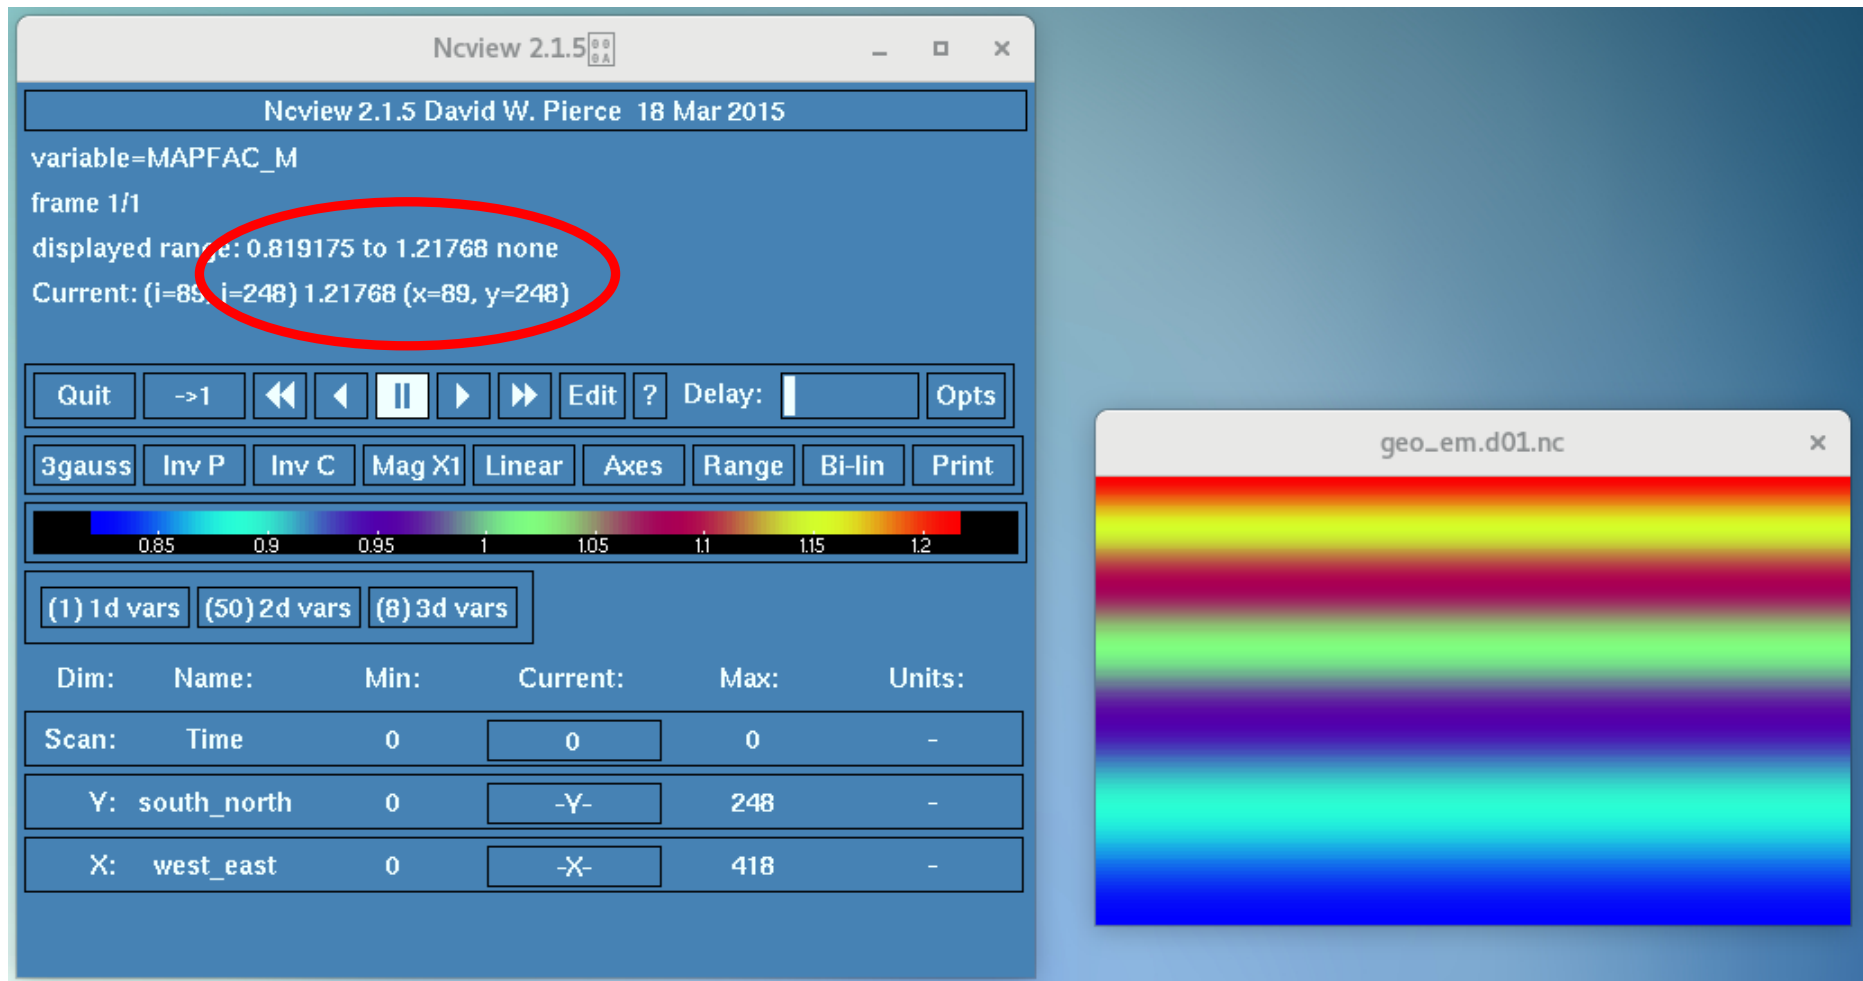 Ncview 2.1.5
Ncview 2.1.5 David W. Pierce 18 Mar 2015
variable=MAPFAC_M
frame 1/1
displayed range: 0.819175 to 1.21768 none
Current: (i=89, j=248) 1.21768 (x=89, y=248)
Quit ->1 Edit ? Delay: Opts
3gauss Inv P Inv C Mag X1 Linear Axes Range Bi-lin Print
0.85 0.9 0.95 1 1.05 1.1 1.15 1.2
(1) 1d vars (50) 2d vars (8) 3d vars
Dim: Name: Min: Current: Max: Units:
Scan: Time 0 0 0 -
Y: south_north 0 -Y- 248 -
X: west_east 0 -X- 418 -
geo_em.d01.nc